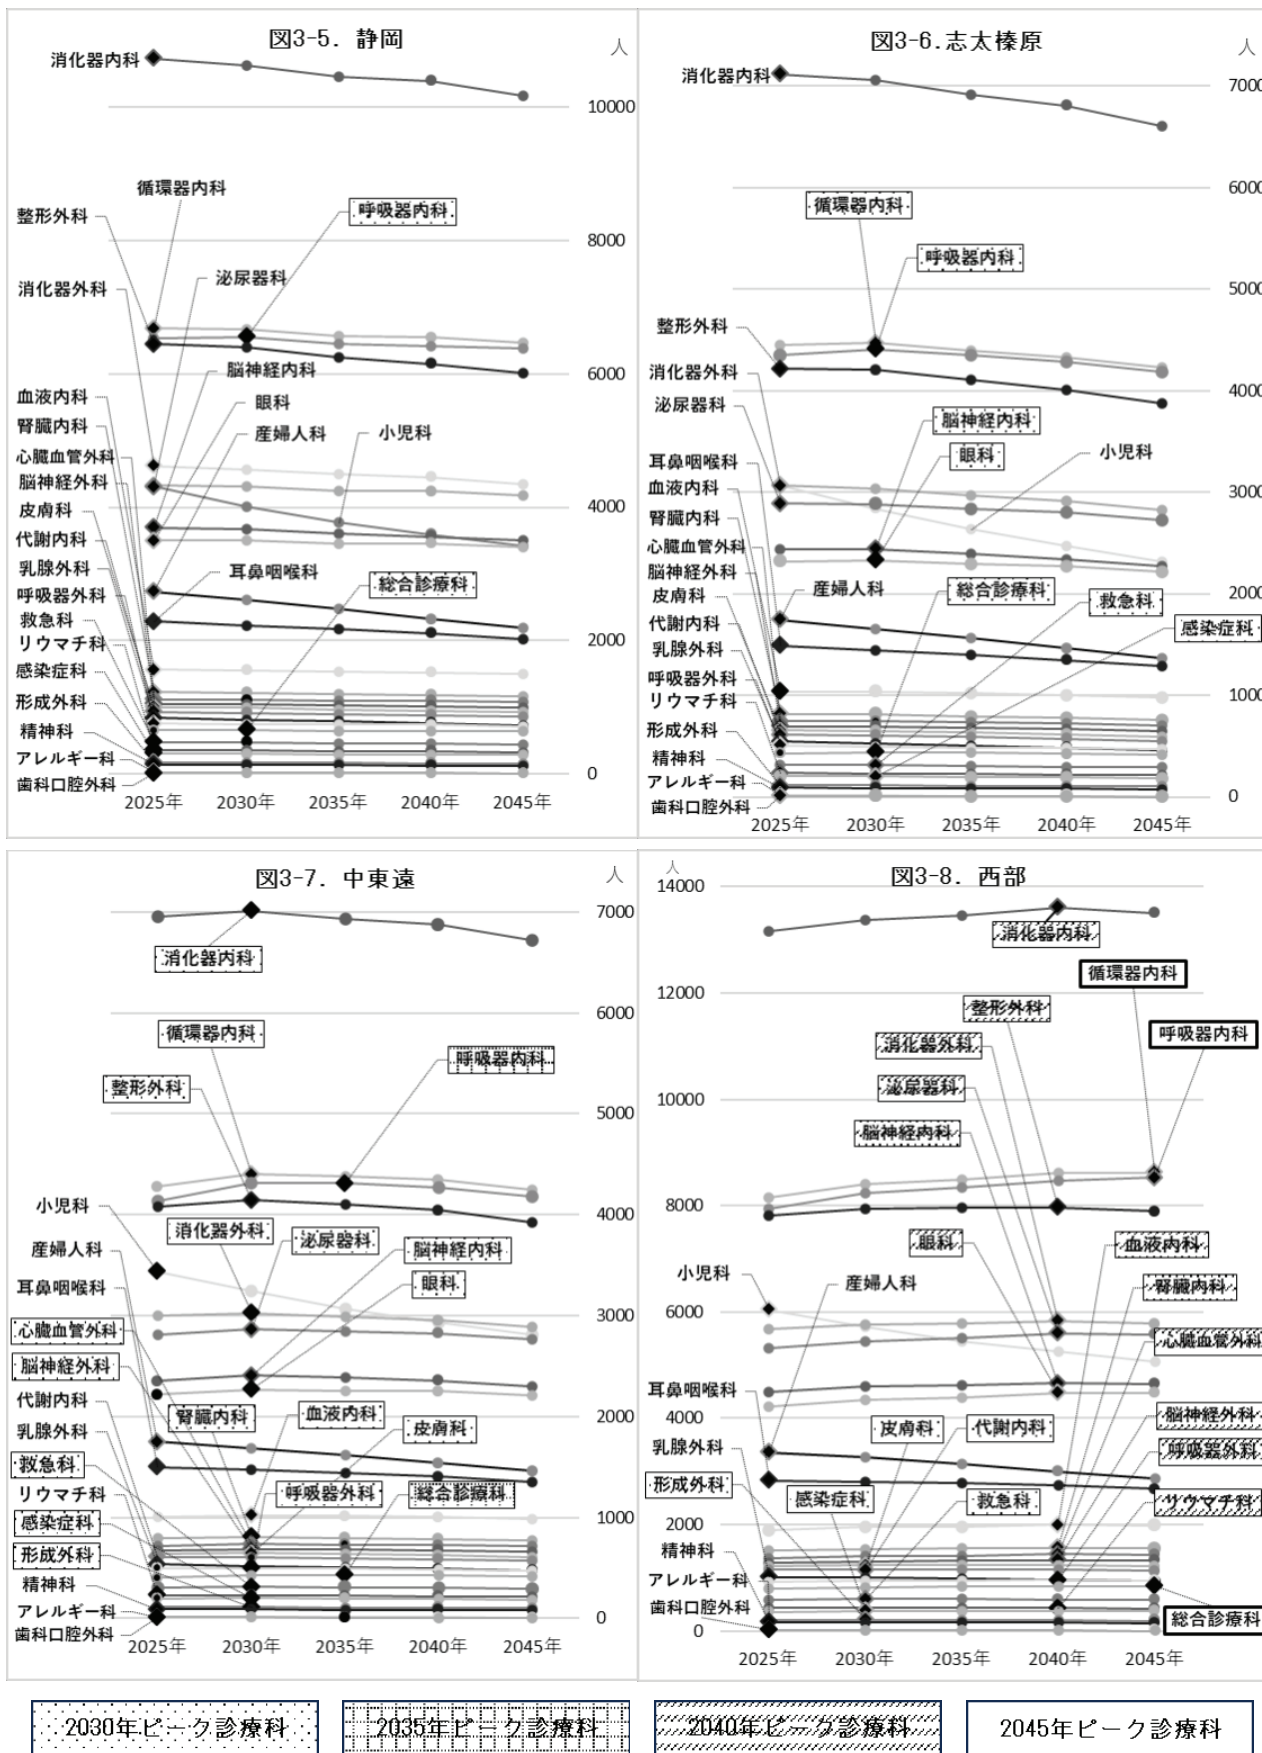 図3-5. 静岡
人
消化器内科
10000
循環器内科
整形外科
呼吸器内科
8000
消化器外科
泌尿器科
6000
脳神経内科
血液内科
眼科
腎臓内科
産婦人科
小児科
心臓血管外科
脳神経外科
皮膚科
4000
代謝内科
乳腺外科
耳鼻咽喉科
総合診療科
呼吸器外科
救急科
2000
リウマチ科
感染症科
形成外科
精神科
アレルギー科
0
歯科口腔外科
2025年 2030年 2035年 2040年 2045年
図3-6.志太榛原
人
消化器内科
7000
6000
循環器内科
呼吸器内科
5000
整形外科
消化器外科
4000
泌尿器科
脳神経内科
小児科
耳鼻咽喉科
眼科
血液内科
3000
腎臓内科
心臓血管外科
脳神経外科
産婦人科
総合診療科
皮膚科
救急科
2000
代謝内科
感染症科
乳腺外科
呼吸器外科
リウマチ科
1000
形成外科
精神科
アレルギー科
0
歯科口腔外科
2025年 2030年 2035年 2040年 2045年
図3-7. 中東遠
人
7000
消化器内科
6000
循環器内科
呼吸器内科
整形外科
5000
小児科
4000
消化器外科
泌尿器科
産婦人科
脳神経内科
耳鼻咽喉科
眼科
3000
心臓血管外科
脳神経外科
代謝内科
腎臓内科
血液内科
2000
乳腺外科
皮膚科
救急科
リウマチ科
呼吸器外科
総合診療科
感染症科
1000
形成外科
精神科
アレルギー科
0
歯科口腔外科
2025年 2030年 2035年 2040年 2045年
図3-8. 西部
人
14000
消化器内科
循環器内科
12000
整形外科
消化器外科
呼吸器内科
泌尿器科
10000
脳神経内科
8000
眼科
血液内科
小児科
産婦人科
腎臓内科
6000
心臓血管外科
耳鼻咽喉科
4000
皮膚科
代謝内科
脳神経外科
乳腺外科
呼吸器外科
形成外科
感染症科
救急科
リウマチ科
2000
精神科
アレルギー科
歯科口腔外科
総合診療科
0
2025年 2030年 2035年 2040年 2045年
2030年ピーク診療科
2035年ピーク診療科
2040年ピーク診療科
2045年ピーク診療科